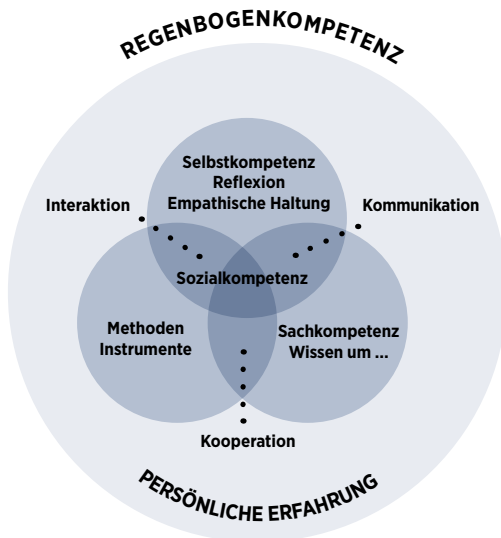 REGENBOGENKOMPETENZ
Selbstkompetenz
Reflexion
Empathische Haltung
Interaktion
Kommunikation
Sozialkompetenz
Methoden
Instrumente
Sachkompetenz
Wissen um ...
Kooperation
PERSÖNLICHE ERFAHRUNG